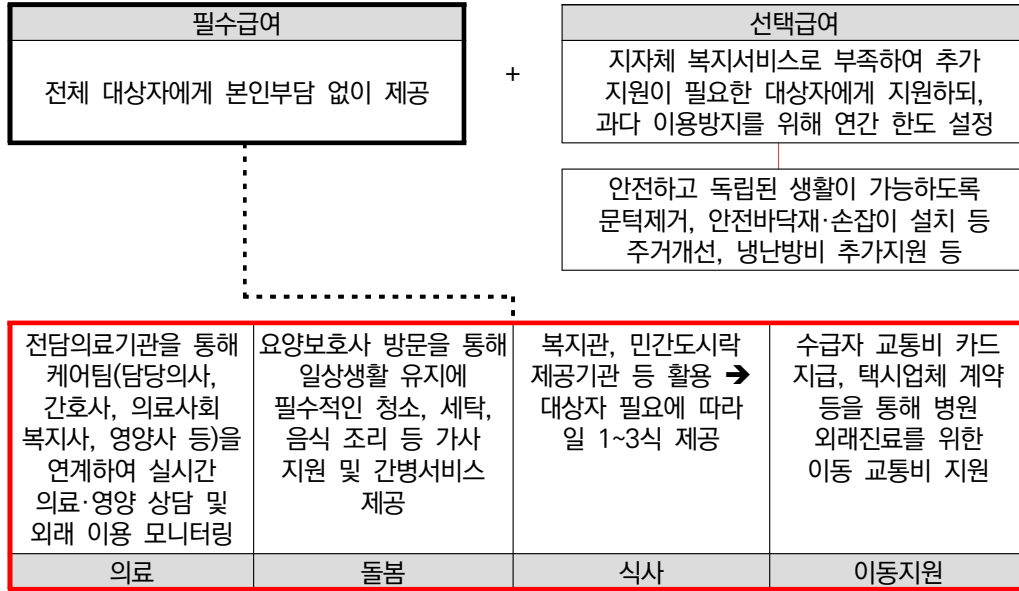 필수급여
전체 대상자에게 본인부담 없이 제공
+
선택급여
지자체 복지서비스로 부족하여 추가
지원이 필요한 대상자에게 지원하되,
과다 이용방지를 위해 연간 한도 설정
안전하고 독립된 생활이 가능하도록
문턱제거, 안전바닥재·손잡이 설치 등
주거개선, 냉난방비 추가지원 등
전담의료기관을 통해
케어팀(담당의사,
간호사, 의료사회
복지사, 영양사 등)을
연계하여 실시간
의료·영양 상담 및
외래 이용 모니터링
의료
요양보호사 방문을 통해
일상생활 유지에
필수적인 청소, 세탁,
음식 조리 등 가사
지원 및 간병서비스
제공
돌봄
복지관, 민간도시락
제공기관 등 활용 ➔
대상자 필요에 따라
일 1~3식 제공
식사
수급자 교통비 카드
지급, 택시업체 계약
등을 통해 병원
외래진료를 위한
이동 교통비 지원
이동지원